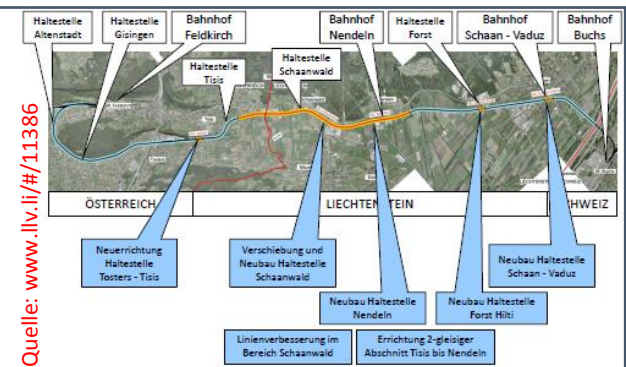 Haltestelle
Altenstadt
Haltestelle
Gisingen
Bahnhof
Feldkirch
Haltestelle
Tisis
Haltestelle
Schaanwald
Bahnhof
Nendeln
Haltestelle
Forst
Bahnhof
Schaan - Vaduz
Bahnhof
Buchs
ÖSTERREICH
LIECHTENSTEIN
SCHWEIZ
Neuerrichtung
Haltestelle
Tosters - Tisis
Verschiebung und
Neubau Haltestelle
Schaanwald
Neubau Haltestelle
Nendeln
Neubau Haltestelle
Forst Hilti
Neubau Haltestelle
Schaan - Vaduz
Linienverbesserung im
Bereich Schaanwald
Errichtung 2-gleisiger
Abschnitt Tisis bis Nendeln
Quelle: www.llv.li/#/11386